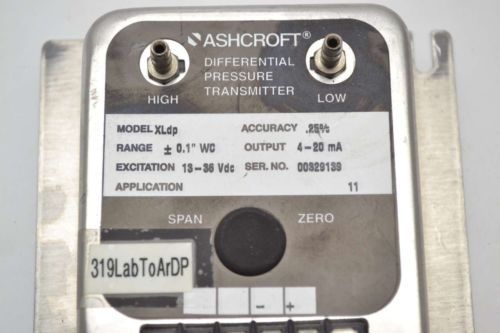 ASHCROFT®
DIFFERENTIAL
PRESSURE
TRANSMITTER
HIGH
LOW
MODEL XLdp ACCURACY .25%
RANGE ± 0.1" WC OUTPUT 4-20 mA
EXCITATION 13-36 Vdc SER. NO. 00329139
APPLICATION 11
SPAN ZERO
319LabToArDP
- +